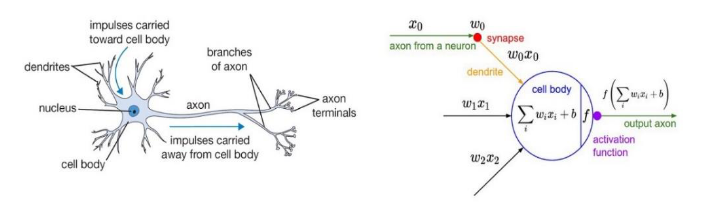 impulses carried
toward cell body
branches
of axon
dendrites
nucleus
axon
axon
terminals
impulses carried
away from cell body
cell body
x₀
w₀
synapse
axon from a neuron
w₀x₀
dendrite
cell body
f(∑ᵢ wᵢxᵢ + b)
w₁x₁
∑ᵢ wᵢxᵢ + b
f
output axon
activation
function
w₂x₂